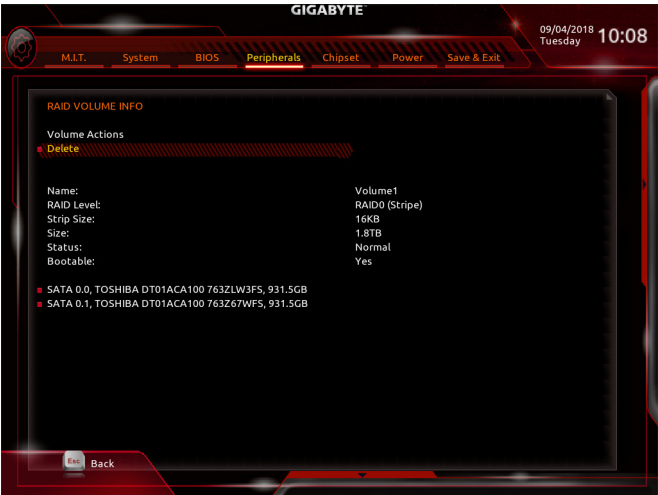 GIGABYTE™
09/04/2018 Tuesday 10:08
M.I.T. System BIOS Peripherals Chipset Power Save & Exit
RAID VOLUME INFO
Volume Actions
Delete
Name: Volume1
RAID Level: RAID0 (Stripe)
Strip Size: 16KB
Size: 1.8TB
Status: Normal
Bootable: Yes
SATA 0.0, TOSHIBA DT01ACA100 763ZLW3FS, 931.5GB
SATA 0.1, TOSHIBA DT01ACA100 763Z67WFS, 931.5GB
Esc Back